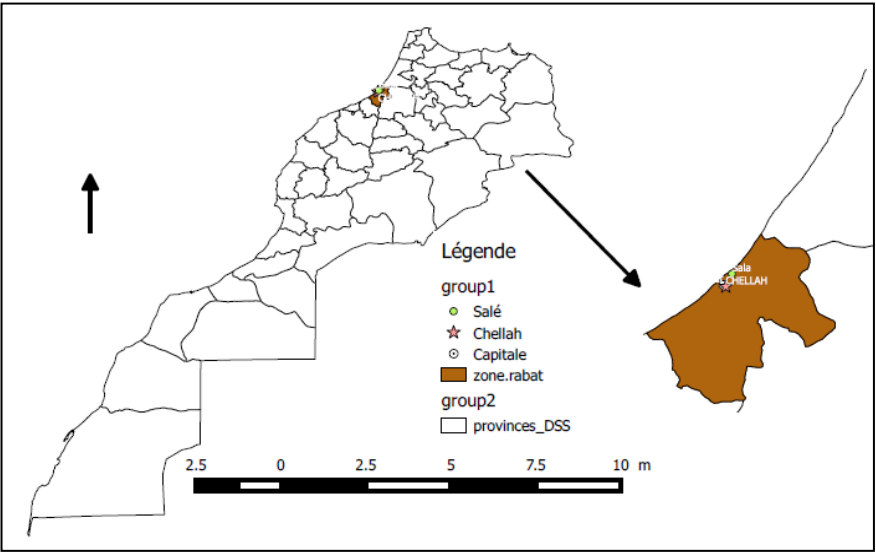 Légende
group1
Salé
Chellah
Capitale
zone.rabat
group2
provinces_DSS
Sala
CHELLAH
2.5 0 2.5 5 7.5 10 m